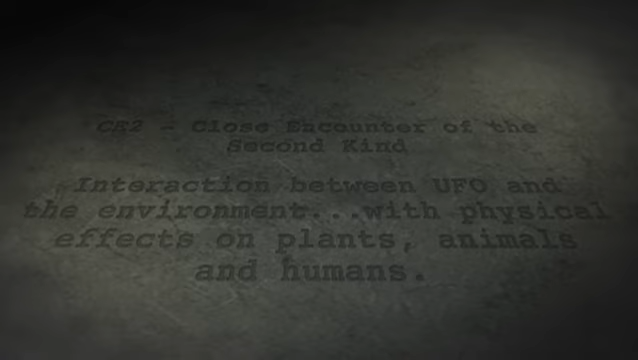 CE2 - Close Encounter of the
Second Kind
Interaction between UFO and
the environment...with physical
effects on plants, animals
and humans.